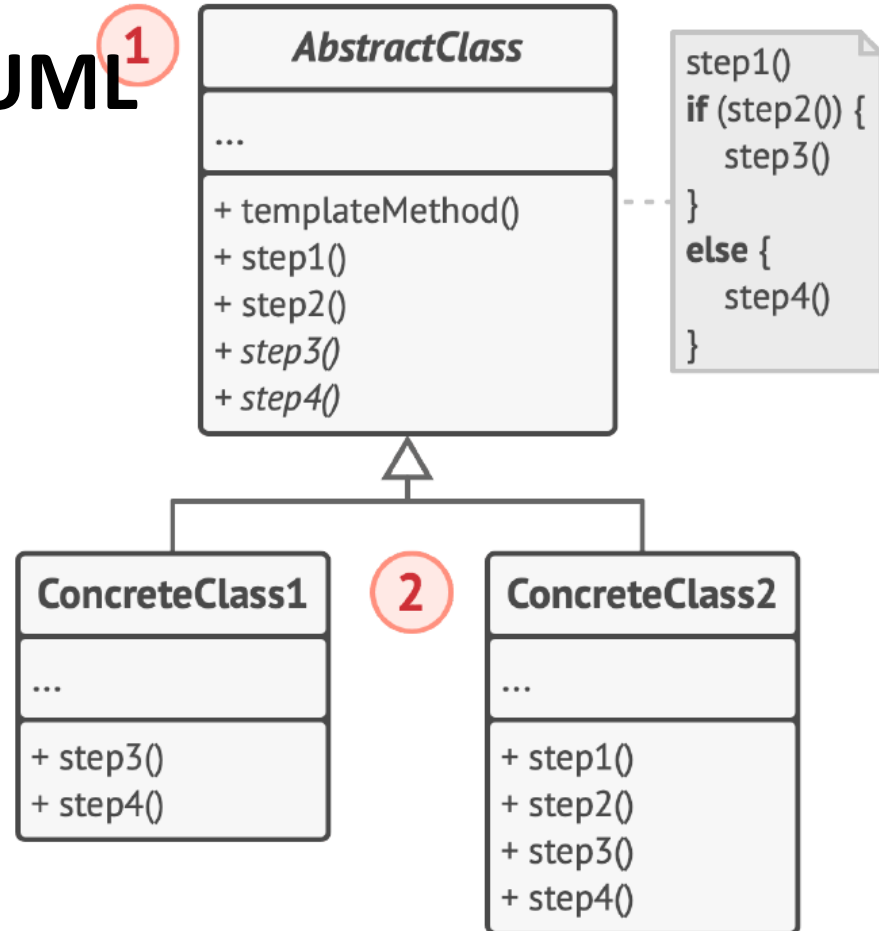 UML
1
AbstractClass
...
+ templateMethod()
+ step1()
+ step2()
+ step3()
+ step4()
step1()
if (step2()) {
step3()
}
else {
step4()
}
ConcreteClass1
...
+ step3()
+ step4()
2
ConcreteClass2
...
+ step1()
+ step2()
+ step3()
+ step4()